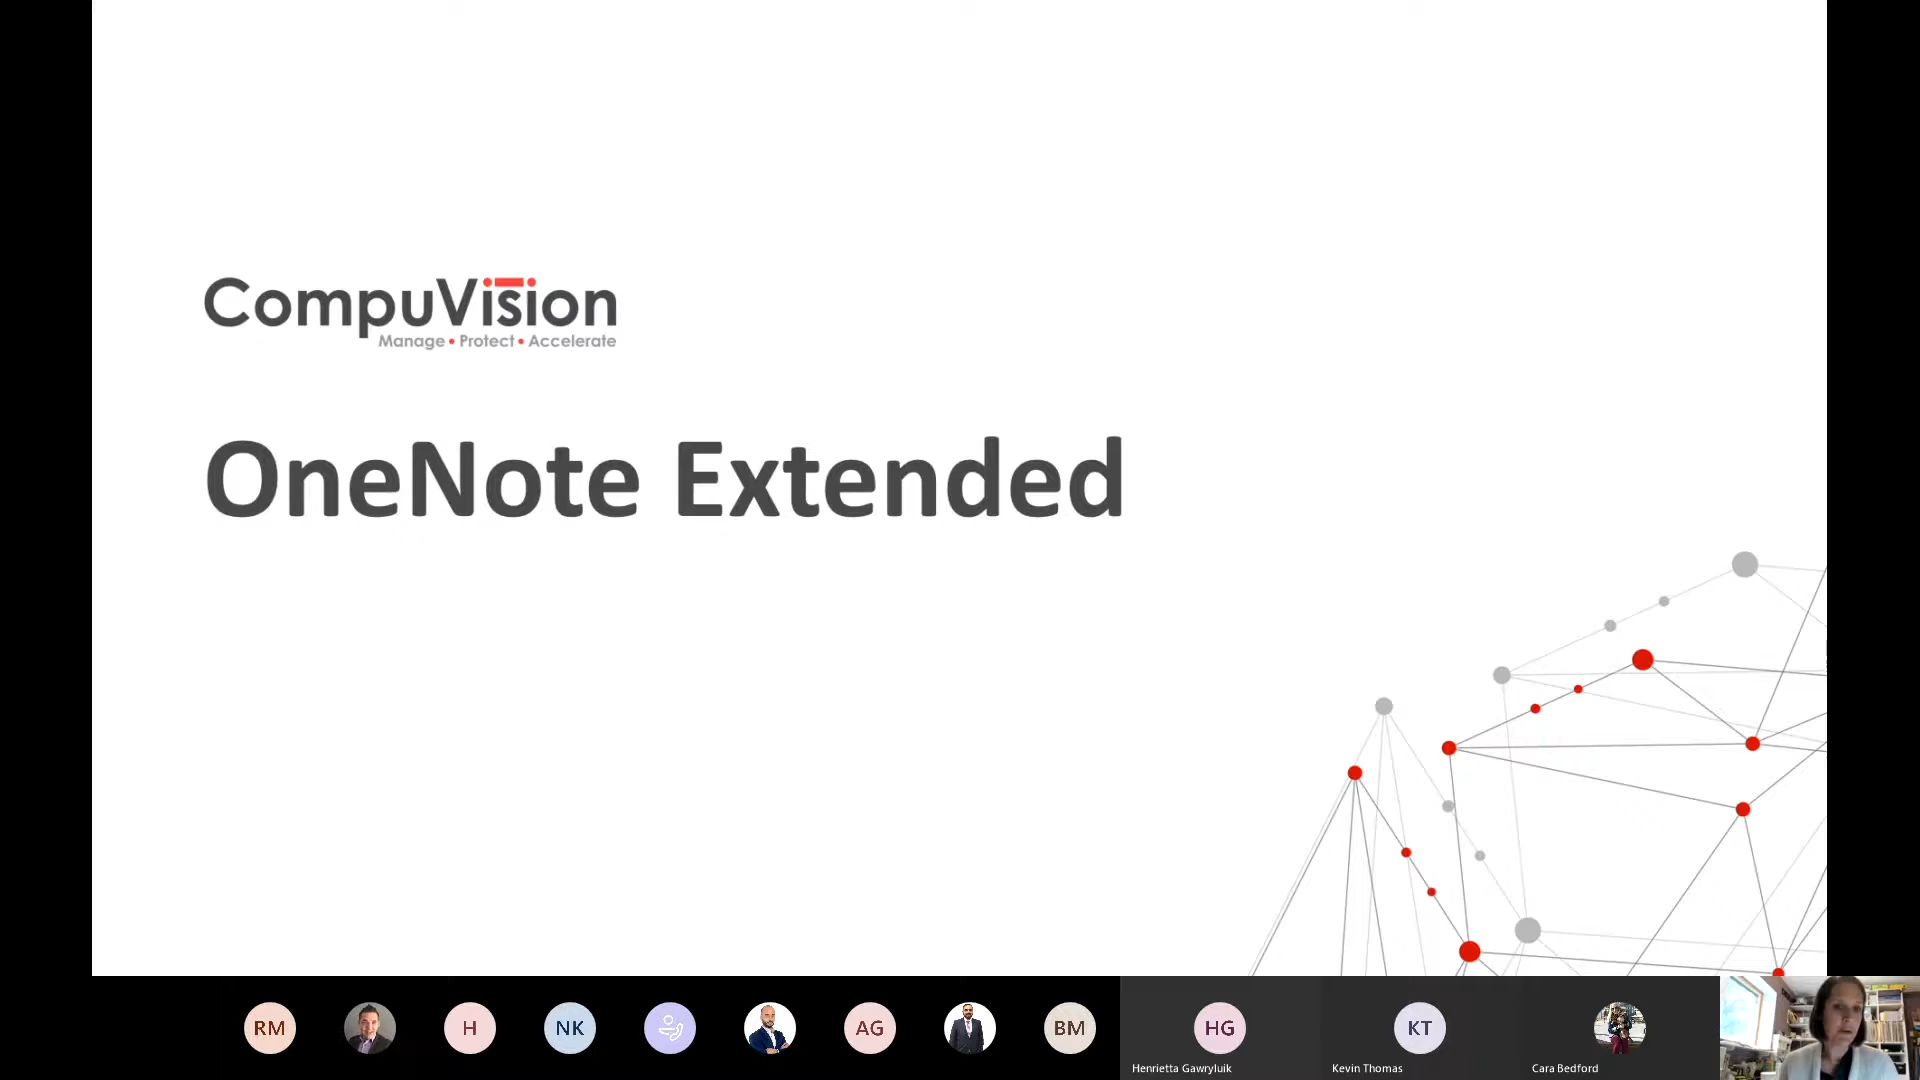 CompuVision
Manage • Protect • Accelerate
OneNote Extended
RM
H
NK
AG
BM
HG
KT
Henrietta Gawryluik
Kevin Thomas
Cara Bedford